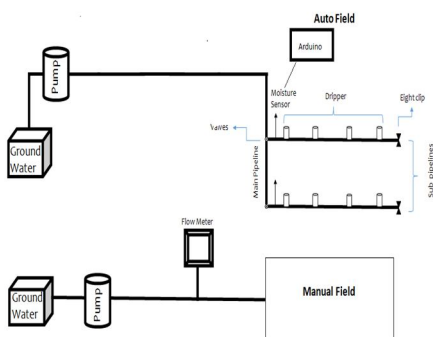 Auto Field
Arduino
Pump
Moisture
Sensor
Dripper
Eight clip
Vawes
Ground
Water
Main Pipeline
Sub pipelines
Flow Meter
Ground
Water
Pump
Manual Field